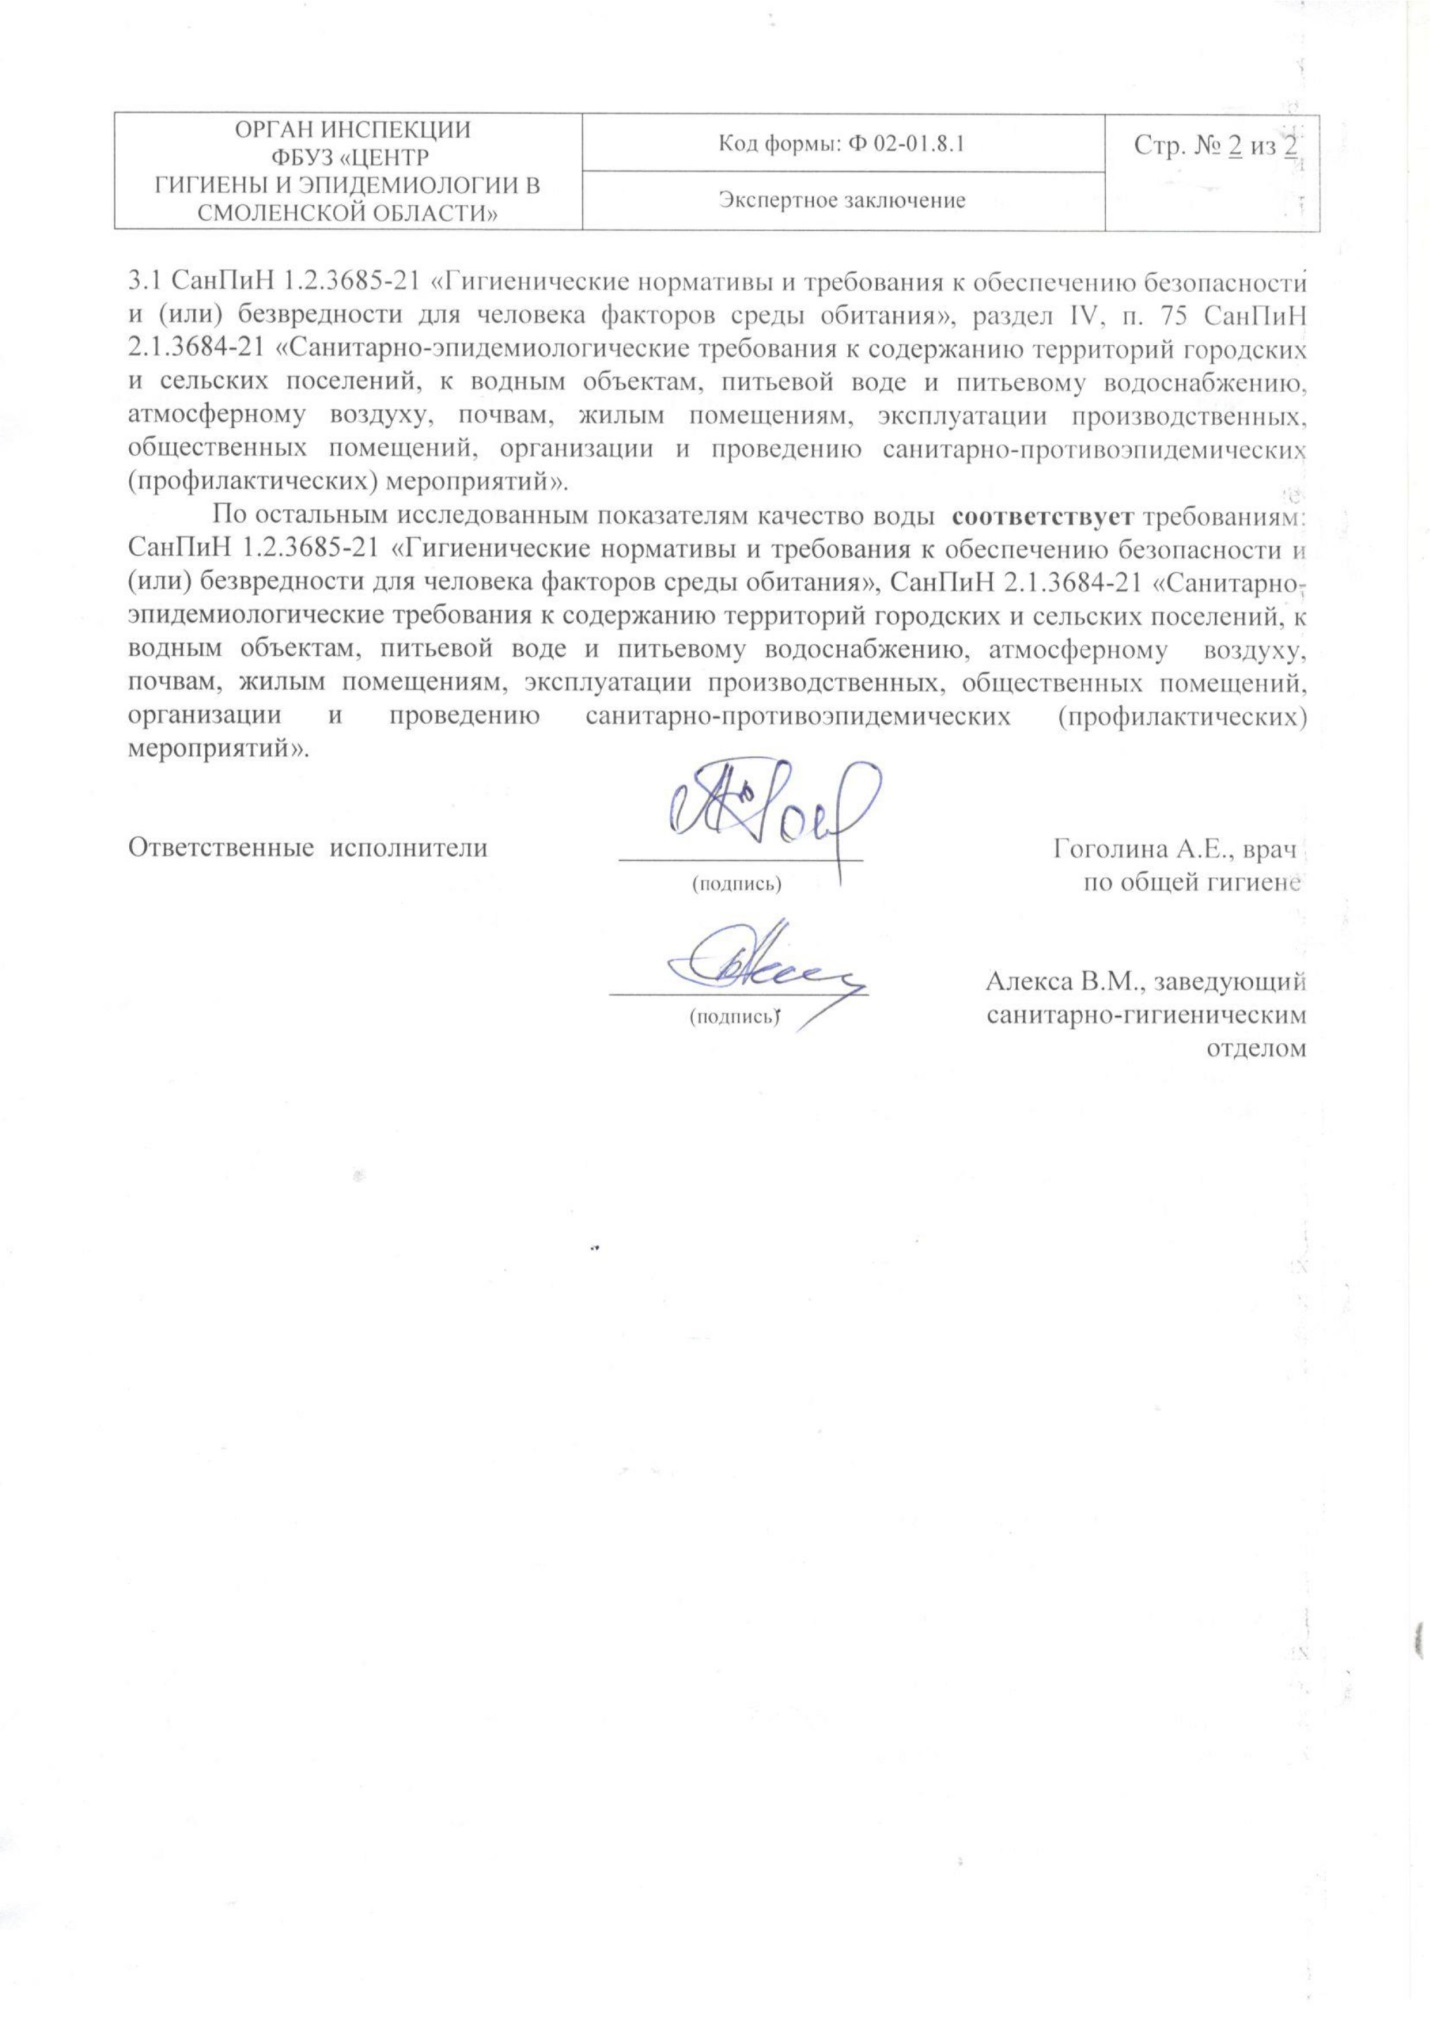 ОРГАН ИНСПЕКЦИИ
ФБУЗ «ЦЕНТР
ГИГИЕНЫ И ЭПИДЕМИОЛОГИИ В
СМОЛЕНСКОЙ ОБЛАСТИ»
Код формы: Ф 02-01.8.1
Экспертное заключение
Стр. № 2 из 2
3.1 СанПиН 1.2.3685-21 «Гигиенические нормативы и требования к обеспечению безопасности
и (или) безвредности для человека факторов среды обитания», раздел IV, п. 75 СанПиН
2.1.3684-21 «Санитарно-эпидемиологические требования к содержанию территорий городских
и сельских поселений, к водным объектам, питьевой воде и питьевому водоснабжению,
атмосферному воздуху, почвам, жилым помещениям, эксплуатации производственных,
общественных помещений, организации и проведению санитарно-противоэпидемических
(профилактических) мероприятий».
По остальным исследованным показателям качество воды соответствует требованиям:
СанПиН 1.2.3685-21 «Гигиенические нормативы и требования к обеспечению безопасности и
(или) безвредности для человека факторов среды обитания», СанПиН 2.1.3684-21 «Санитарно-
эпидемиологические требования к содержанию территорий городских и сельских поселений, к
водным объектам, питьевой воде и питьевому водоснабжению, атмосферному воздуху,
почвам, жилым помещениям, эксплуатации производственных, общественных помещений,
организации и проведению санитарно-противоэпидемических (профилактических)
мероприятий».
Ответственные исполнители
(подпись)
Гоголина А.Е., врач
по общей гигиене
(подпись)
Алекса В.М., заведующий
санитарно-гигиеническим
отделом